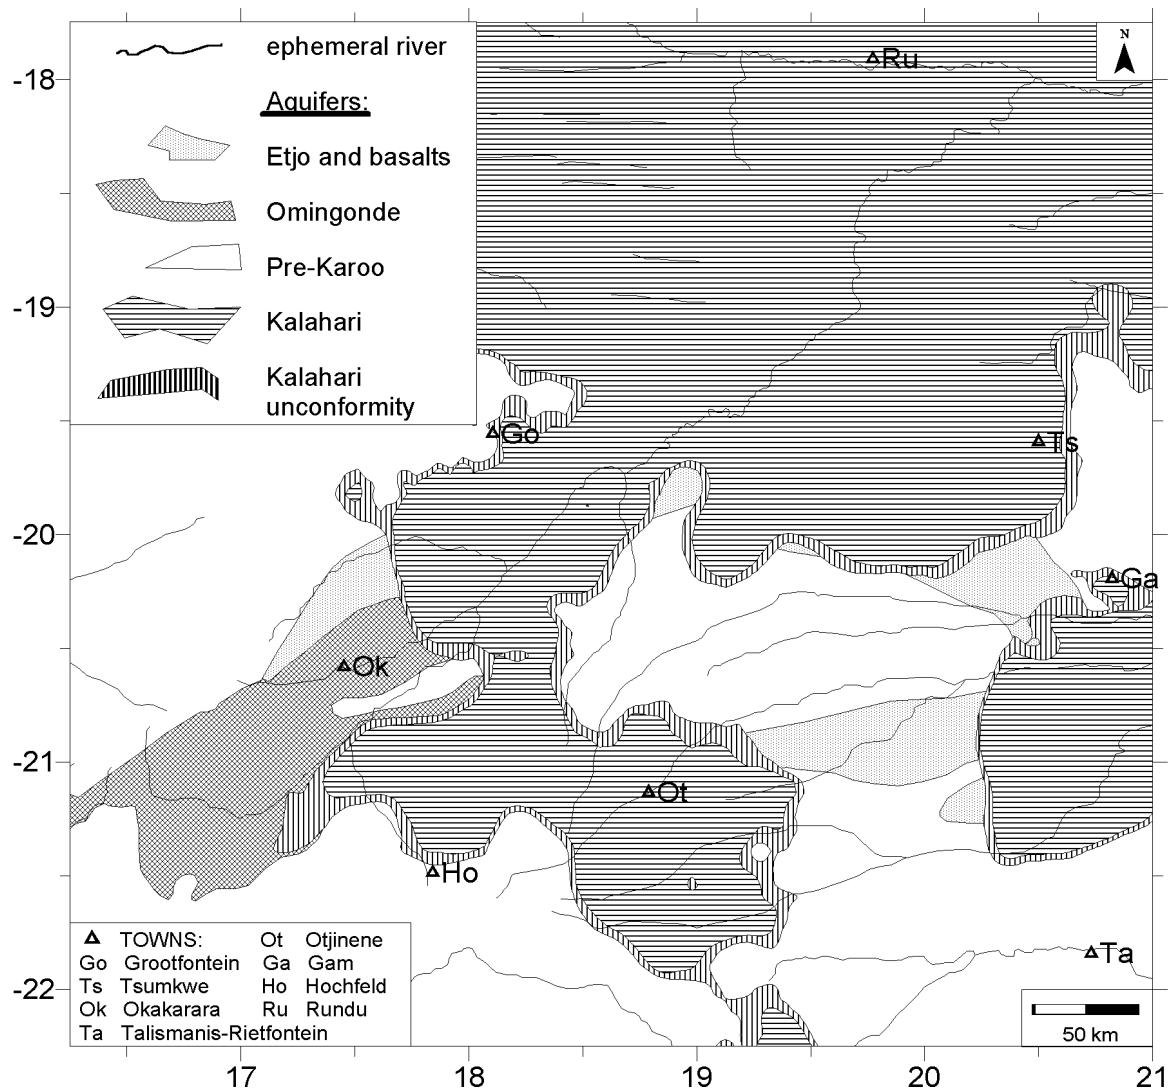 ephemeral river
N
Ru
-18
Aquifers:
Etjo and basalts
Omingonde
Pre-Karoo
-19
Kalahari
Kalahari
unconformity
Go
Ts
-20
Ga
Ok
-21
Ot
Ho
TOWNS: Ot Otjinene
Go Grootfontein Ga Gam
Ts Tsumkwe Ho Hochfeld
Ok Okakarara Ru Rundu
Ta Talismanis-Rietfontein
Ta
-22
50 km
17 18 19 20 21